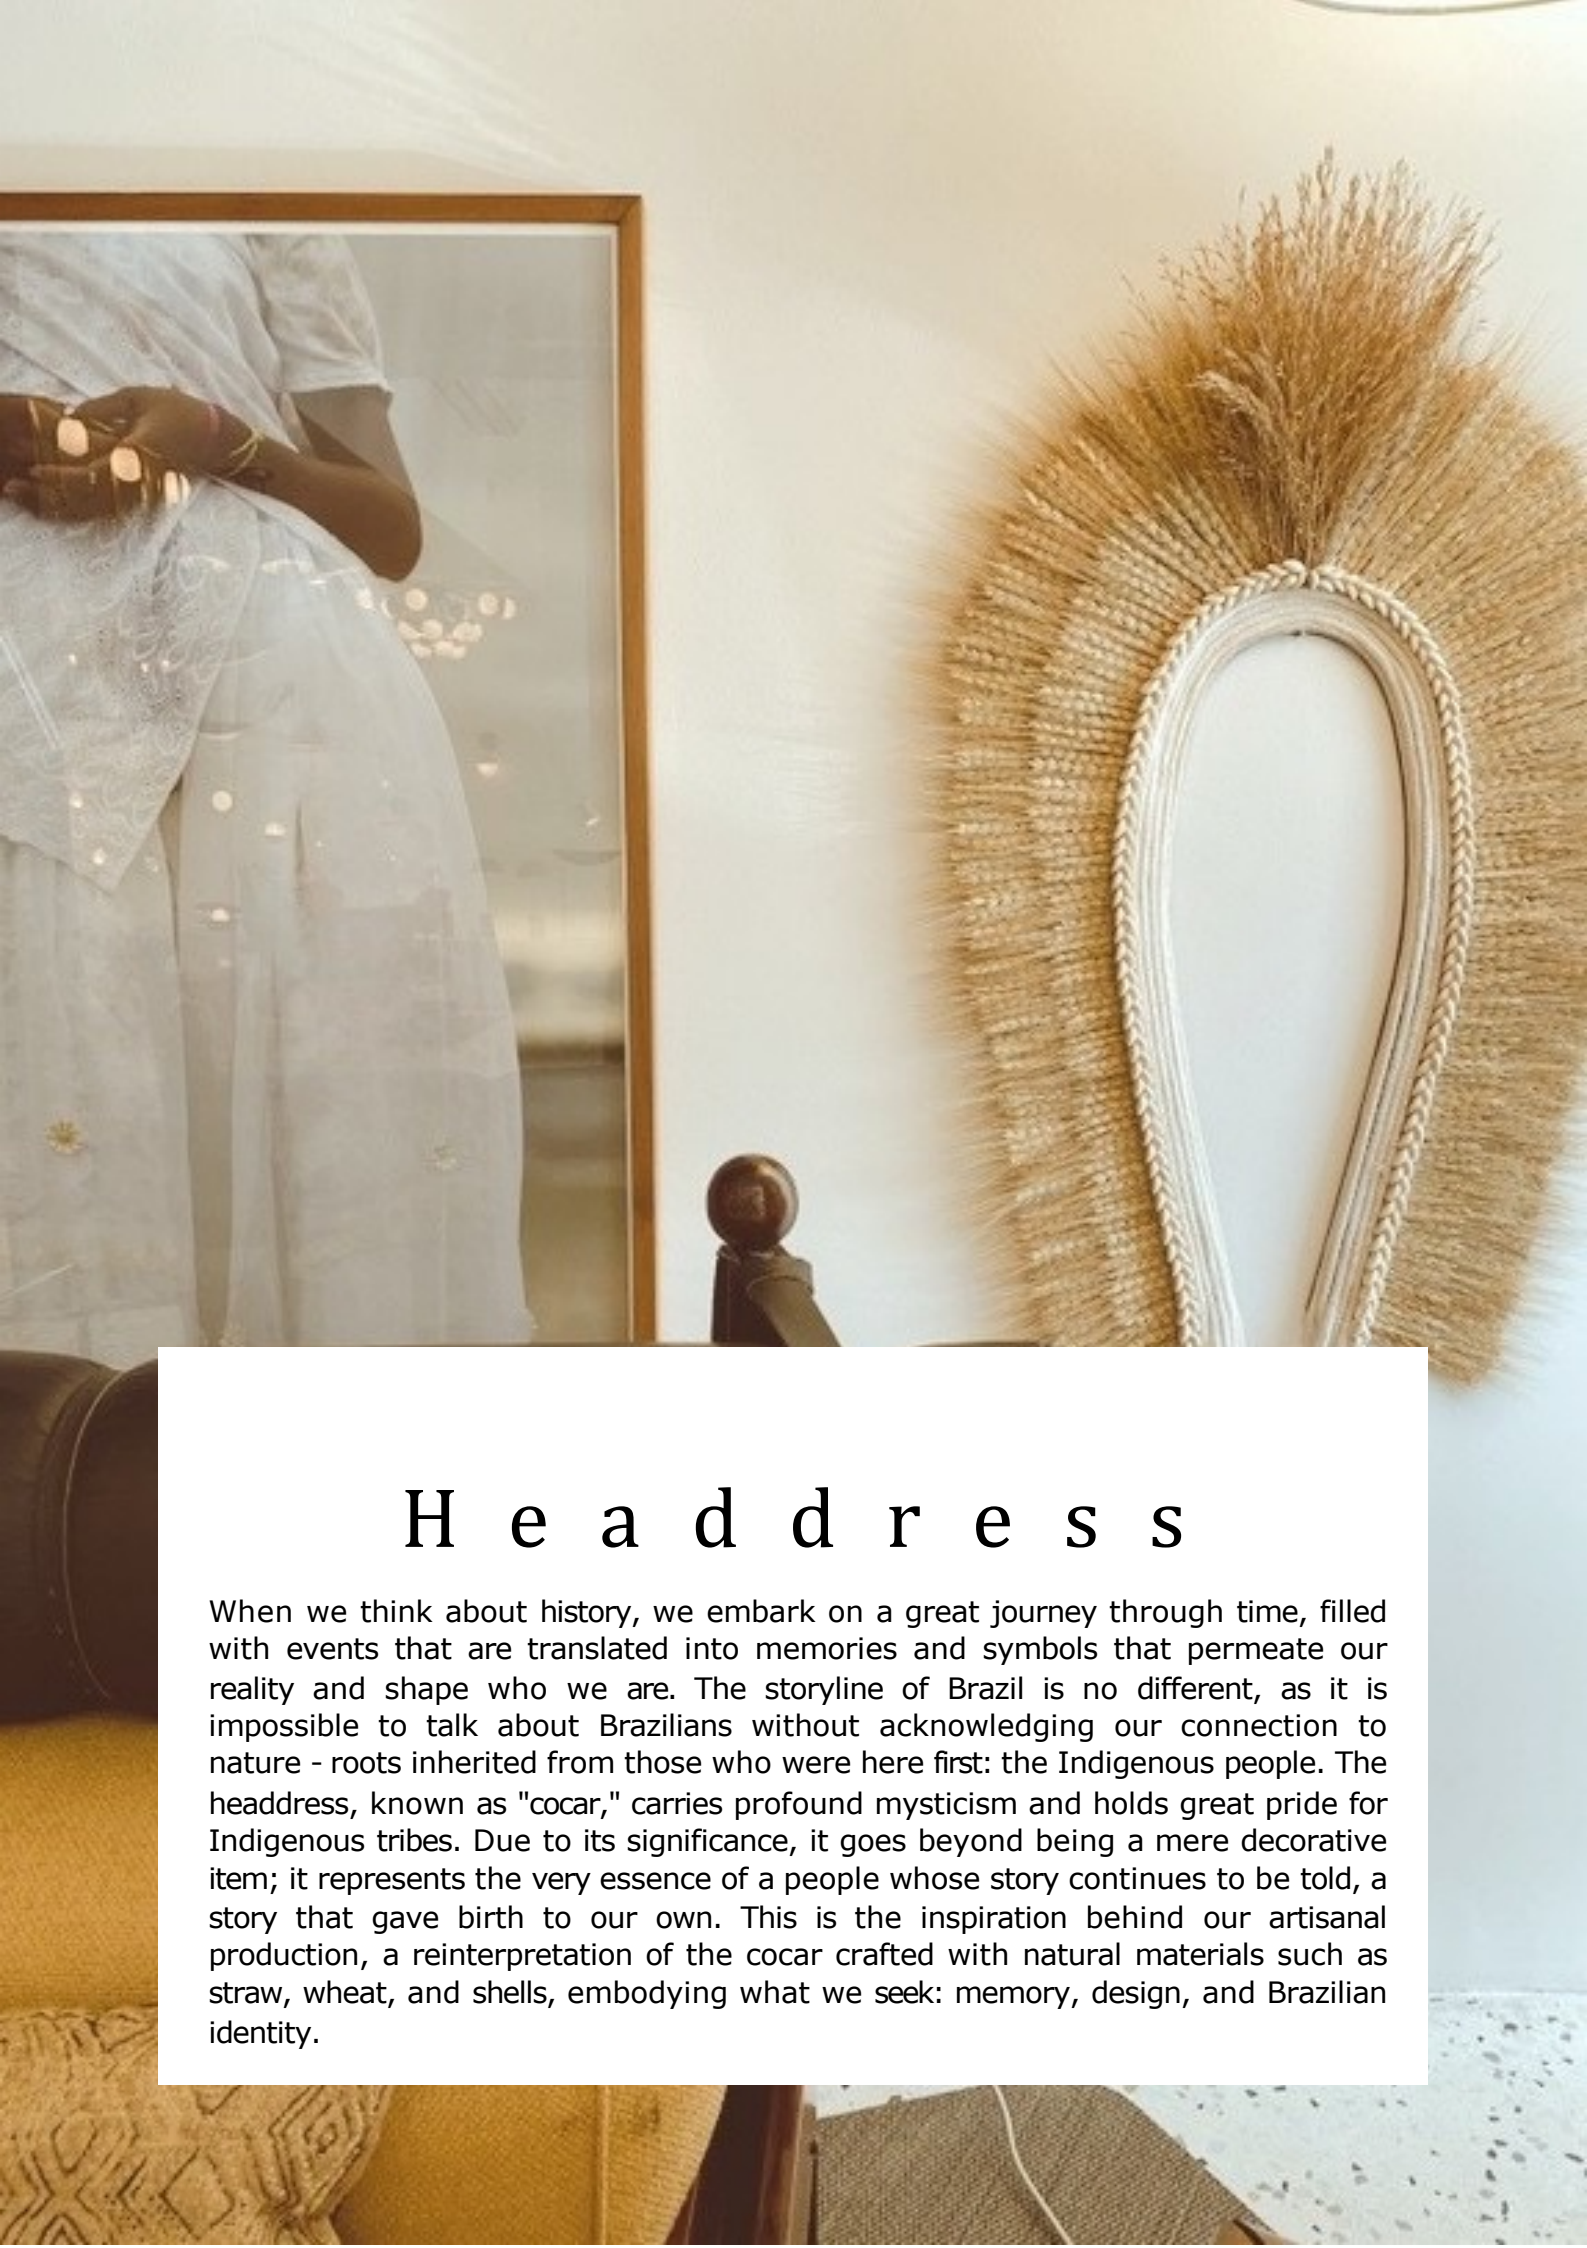 Headdress
When we think about history, we embark on a great journey through time, filled
with events that are translated into memories and symbols that permeate our
reality and shape who we are. The storyline of Brazil is no different, as it is
impossible to talk about Brazilians without acknowledging our connection to
nature - roots inherited from those who were here first: the Indigenous people. The
headdress, known as "cocar," carries profound mysticism and holds great pride for
Indigenous tribes. Due to its significance, it goes beyond being a mere decorative
item; it represents the very essence of a people whose story continues to be told, a
story that gave birth to our own. This is the inspiration behind our artisanal
production, a reinterpretation of the cocar crafted with natural materials such as
straw, wheat, and shells, embodying what we seek: memory, design, and Brazilian
identity.